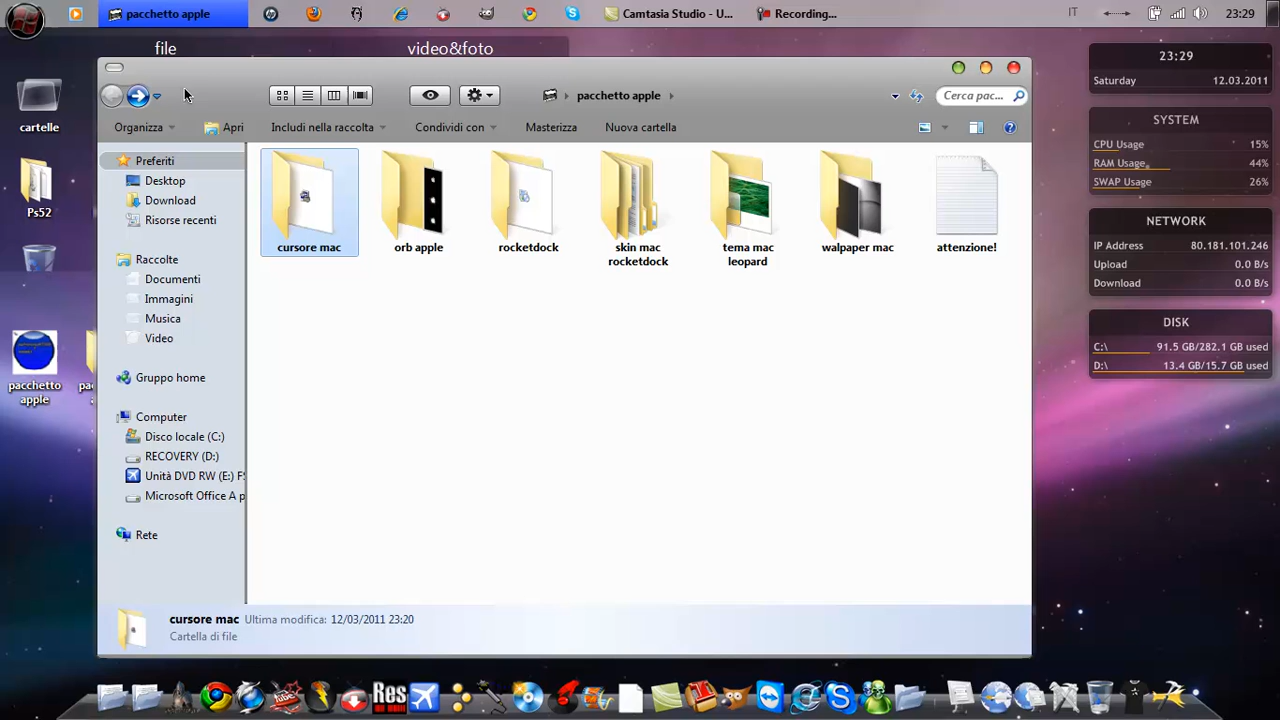 pacchetto apple
Camtasia Studio - U...
Recording...
IT
23:29
file
video&foto
pacchetto apple
Cerca pac...
Organizza
Apri
Includi nella raccolta
Condividi con
Masterizza
Nuova cartella
Preferiti
Desktop
Download
Risorse recenti
Raccolte
Documenti
Immagini
Musica
Video
Gruppo home
Computer
Disco locale (C:)
RECOVERY (D:)
Unità DVD RW (E:) F
Microsoft Office A p
Rete
cursore mac
orb apple
rocketdock
skin mac
rocketdock
tema mac
leopard
walpaper mac
attenzione!
cursore mac Ultima modifica: 12/03/2011 23:20
Cartella di file
cartelle
Ps52
pacchetto
apple
23:29
Saturday 12.03.2011
SYSTEM
CPU Usage 15%
RAM Usage 44%
SWAP Usage 26%
NETWORK
IP Address 80.181.101.246
Upload 0.0 B/s
Download 0.0 B/s
DISK
C:\ 91.5 GB/282.1 GB used
D:\ 13.4 GB/15.7 GB used
Res